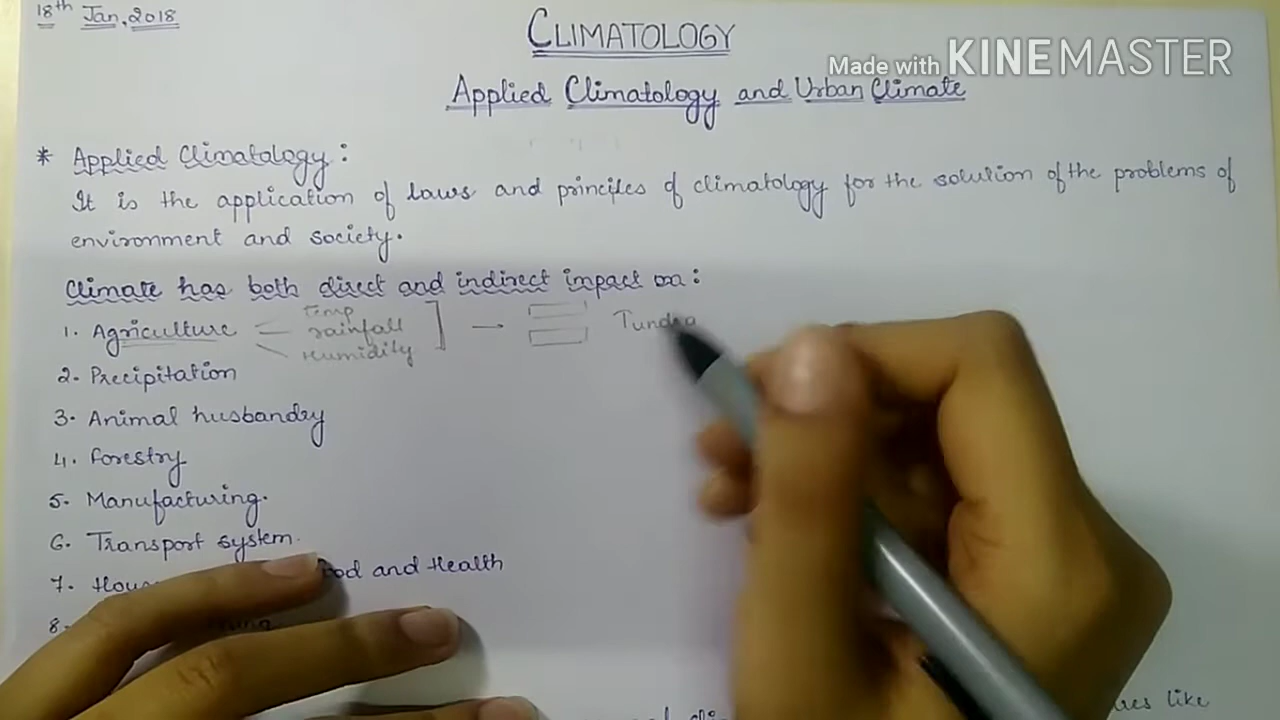 18th Jan, 2018
CLIMATOLOGY
Made with KINEMASTER
Applied Climatology and Urban Climate
* Applied Climatology :
It is the application of laws and princiles of climatology for the solution of the problems of
environment and society.
Climate has both direct and indirect impact on :
1. Agriculture
temp
rainfall
Humidity
→
Tundra
2. Precipitation
3. Animal husbandry
4. Forestry
5. Manufacturing.
6. Transport system.
7. and Health
8.
like